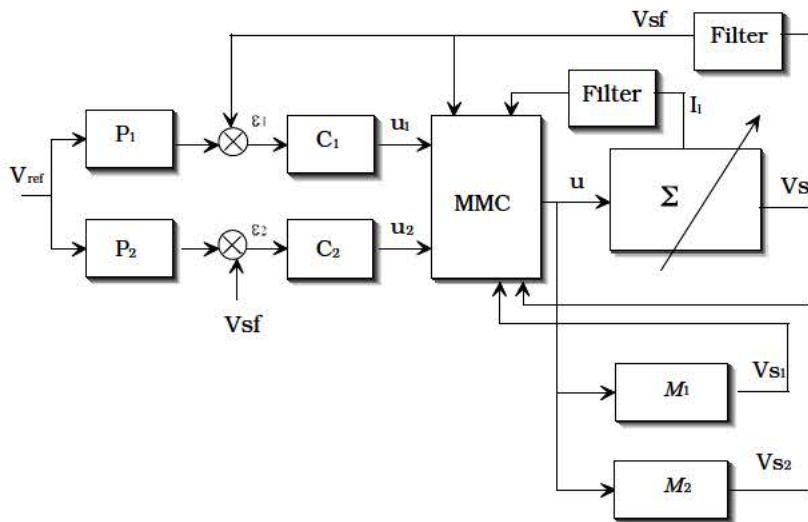 Vsf
Filter
Filter
I₁
P₁
ε₁
C₁
u₁
Vref
MMC
u
Σ
Vs
P₂
ε₂
C₂
u₂
Vsf
M₁
Vs₁
M₂
Vs₂